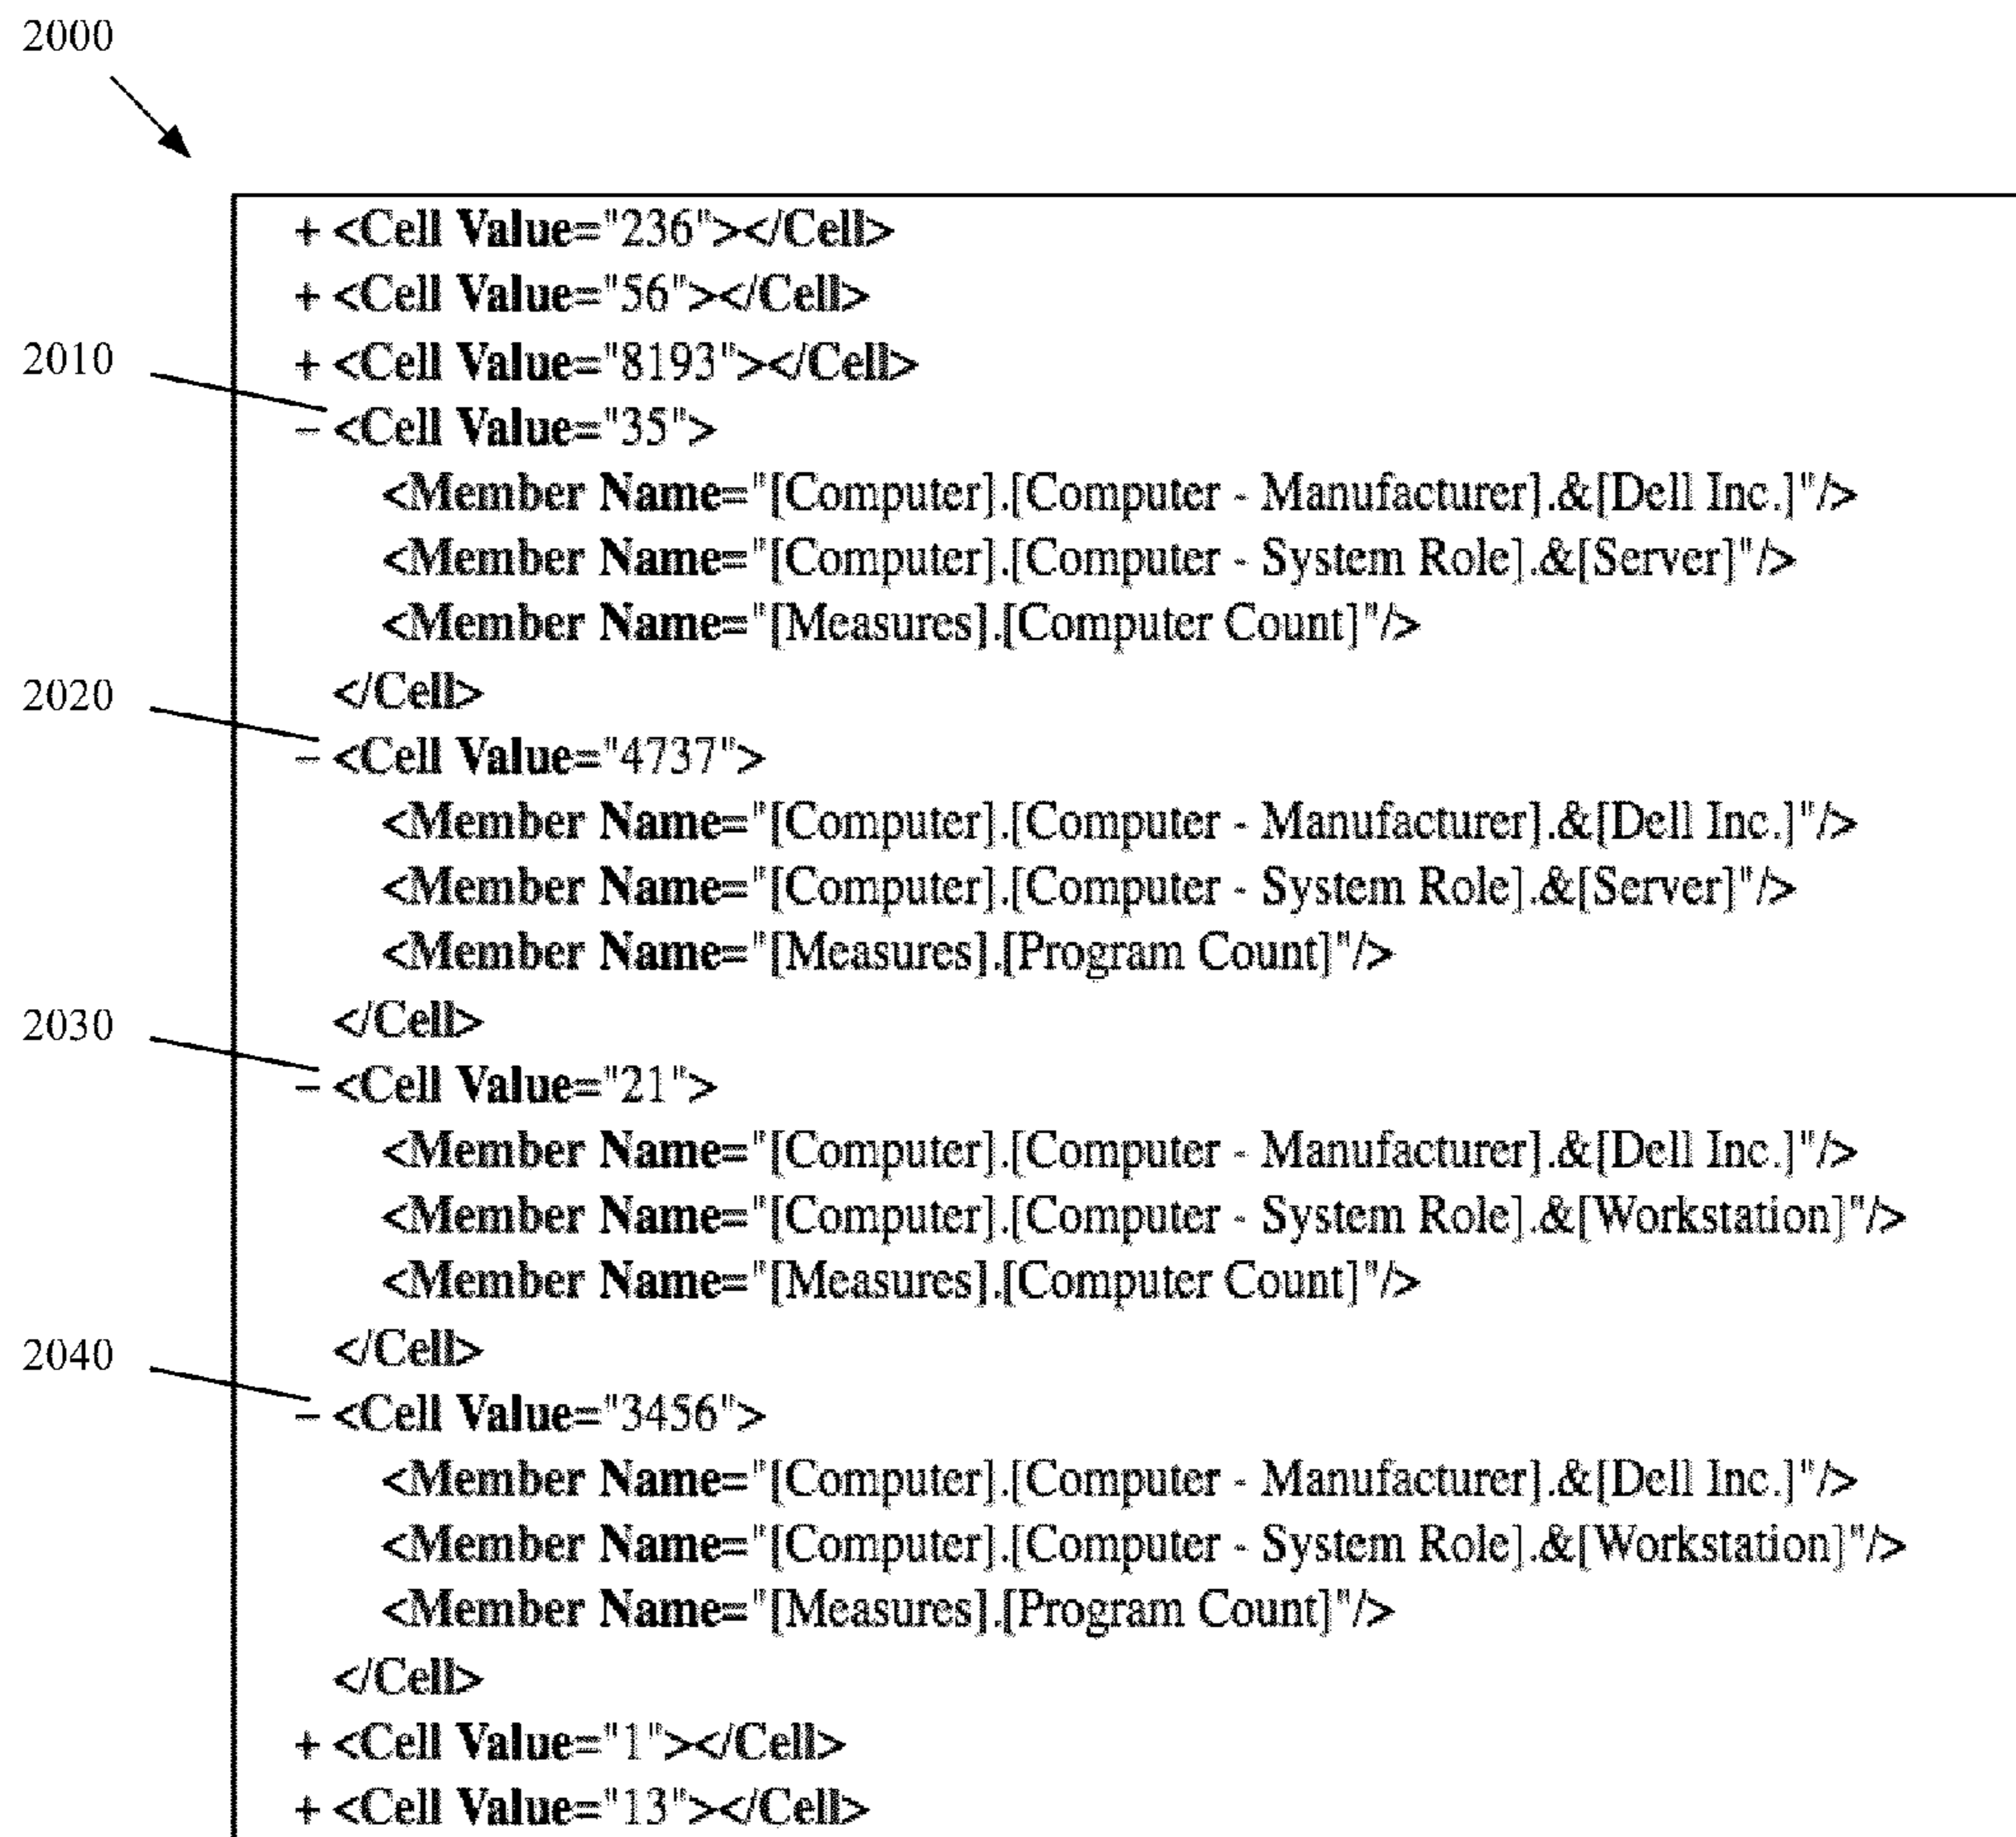 2000
+ <Cell Value="236"></Cell>
+ <Cell Value="56"></Cell>
+ <Cell Value="8193"></Cell>
2010
- <Cell Value="35">
<Member Name="[Computer].[Computer - Manufacturer].&[Dell Inc.]"/>
<Member Name="[Computer].[Computer - System Role].&[Server]"/>
<Member Name="[Measures].[Computer Count]"/>
</Cell>
2020
- <Cell Value="4737">
<Member Name="[Computer].[Computer - Manufacturer].&[Dell Inc.]"/>
<Member Name="[Computer].[Computer - System Role].&[Server]"/>
<Member Name="[Measures].[Program Count]"/>
</Cell>
2030
- <Cell Value="21">
<Member Name="[Computer].[Computer - Manufacturer].&[Dell Inc.]"/>
<Member Name="[Computer].[Computer - System Role].&[Workstation]"/>
<Member Name="[Measures].[Computer Count]"/>
</Cell>
2040
- <Cell Value="3456">
<Member Name="[Computer].[Computer - Manufacturer].&[Dell Inc.]"/>
<Member Name="[Computer].[Computer - System Role].&[Workstation]"/>
<Member Name="[Measures].[Program Count]"/>
</Cell>
+ <Cell Value="1"></Cell>
+ <Cell Value="13"></Cell>